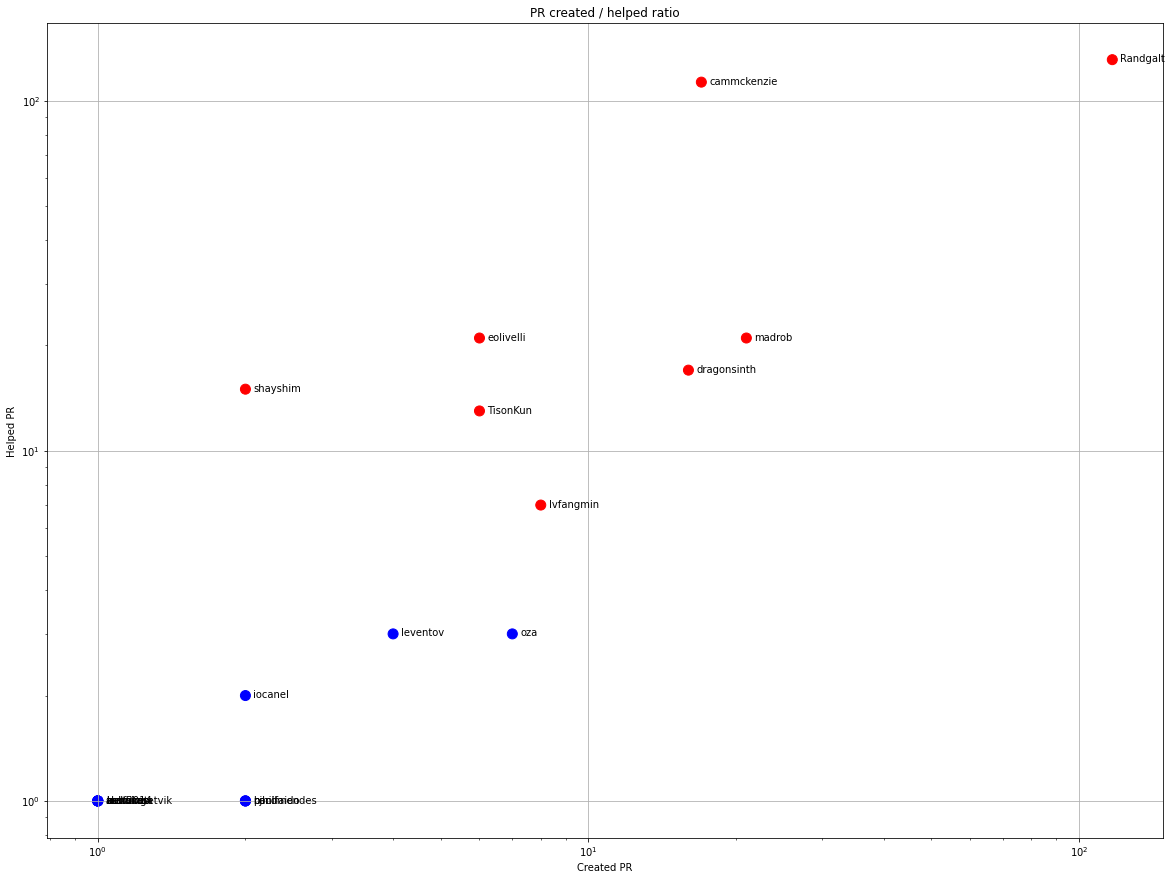 PR created / helped ratio
Randgalt
cammckenzie
10²
eolivelli
madrob
dragonsinth
shayshim
TisonKun
Helped PR
10¹
lvfangmin
leventov
oza
iocanel
10⁰
10⁰
10¹
10²
Created PR